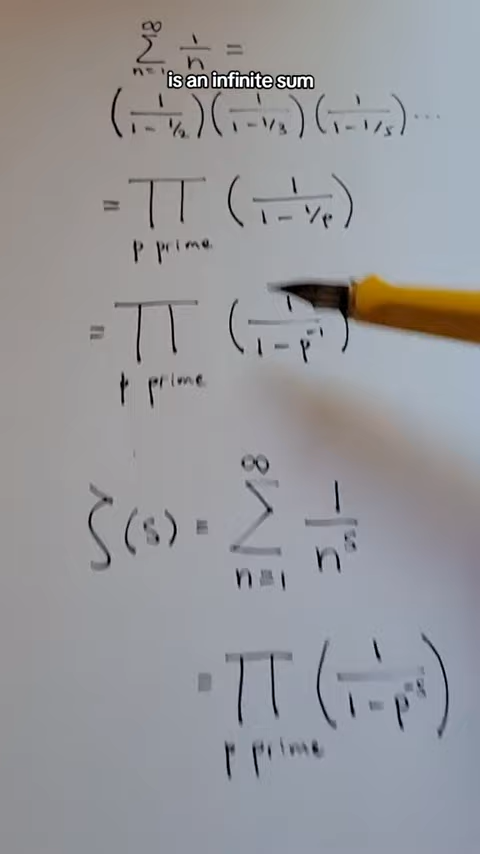 ∞
∑ 1/n =
n=1
is an infinite sum
(1/(1 - 1/2)) (1/(1 - 1/3)) (1/(1 - 1/5)) ...
= ∏ (1/(1 - 1/p))
p prime
= ∏ (1/(1 - p⁻¹))
p prime
∞
ζ(s) = ∑ 1/nˢ
n=1
= ∏ (1/(1 - p⁻ˢ))
p prime